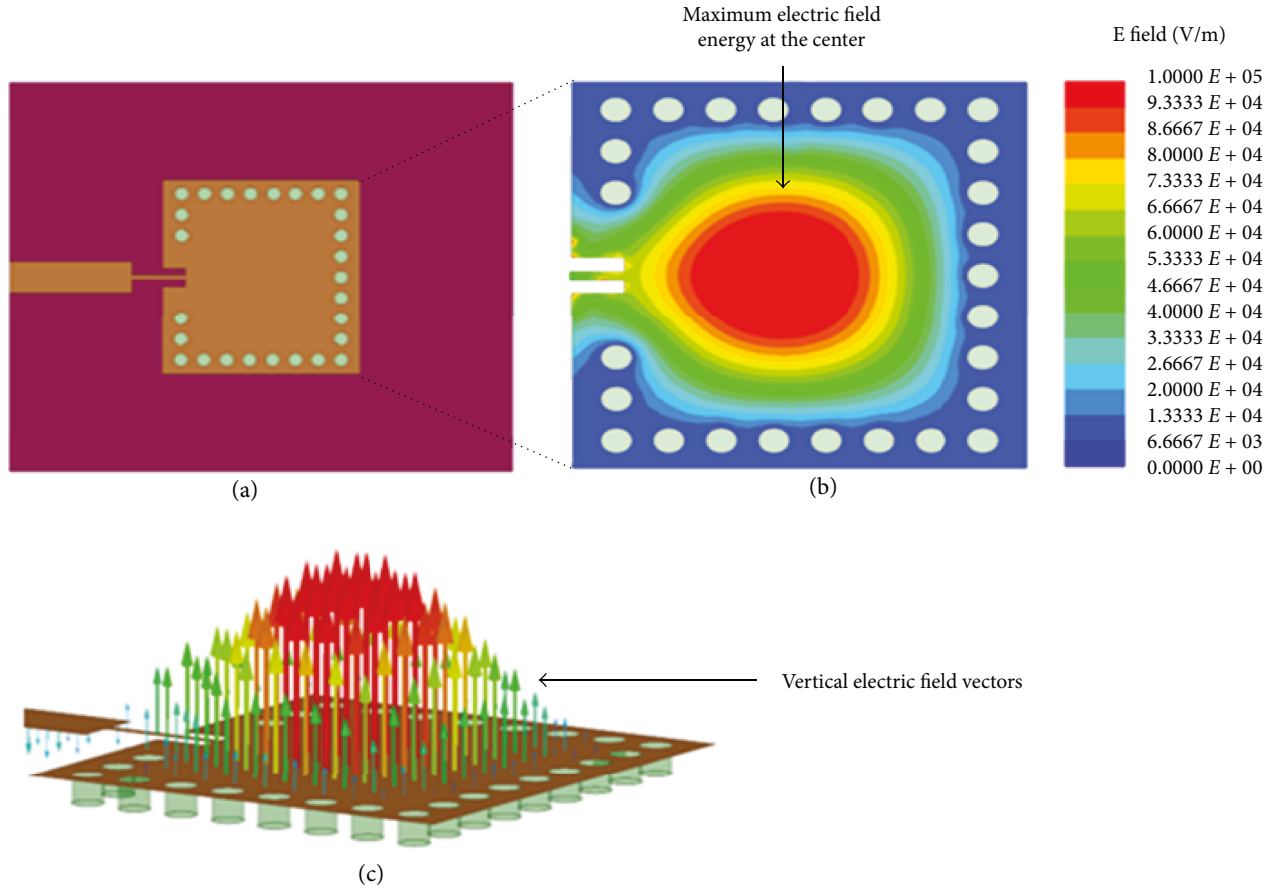 Maximum electric field
energy at the center
E field (V/m)
1.0000 E + 05
9.3333 E + 04
8.6667 E + 04
8.0000 E + 04
7.3333 E + 04
6.6667 E + 04
6.0000 E + 04
5.3333 E + 04
4.6667 E + 04
4.0000 E + 04
3.3333 E + 04
2.6667 E + 04
2.0000 E + 04
1.3333 E + 04
6.6667 E + 03
0.0000 E + 00
(a)
(b)
Vertical electric field vectors
(c)